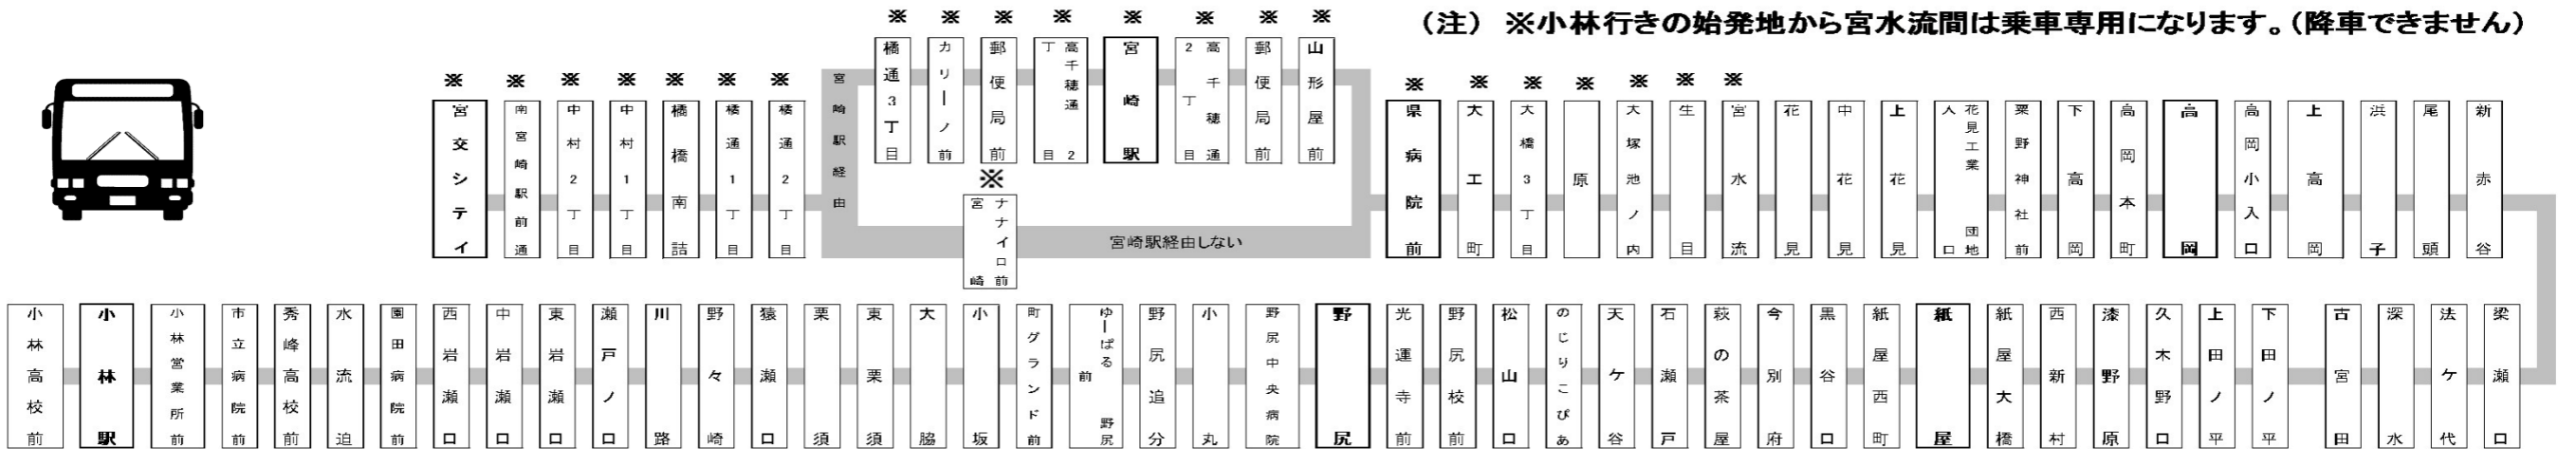 (注) ※小林行きの始発地から宮水流間は乗車専用になります。(降車できません)
※
宮交シティ
※
南宮崎駅前通
※
中村2丁目
※
中村1丁目
※
橘橋南詰
※
橘通1丁目
※
橘通2丁目
宮崎駅経由
※
橘通3丁目
※
カリーノ前
※
郵便局前
※
高千穂通2丁目
※
宮崎駅
※
高千穂通2丁目
※
郵便局前
※
山形屋前
※
ナナイロ前
宮崎
宮崎駅経由しない
※
県病院前
※
大工町
※
大橋3丁目
※
原
※
大塚池ノ内
※
生目
※
宮水流
花見
中花見
上花見
花見工業団地
入口
粟野神社前
下高岡
高岡本町
高岡
高岡小入口
上高岡
浜子
尾頭
新赤谷
梁瀬口
法ケ代
深水
古宮田
下田ノ平
上田ノ平
久木野口
漆野原
西新村
紙屋大橋
紙屋
紙屋西町
黒谷口
今別府
萩の茶屋
石瀬戸
天ケ谷
のじりこぴあ
松山口
野尻校前
光運寺前
野尻
野尻中央病院
小丸
野尻追分
ゆーぱる野尻
前
町グランド前
小坂
大脇
東栗須
栗須
猿瀬口
野々崎
川路
瀬戸ノ口
東岩瀬口
中岩瀬口
西岩瀬口
園田病院前
水流迫
秀峰高校前
市立病院前
小林営業所前
小林駅
小林高校前